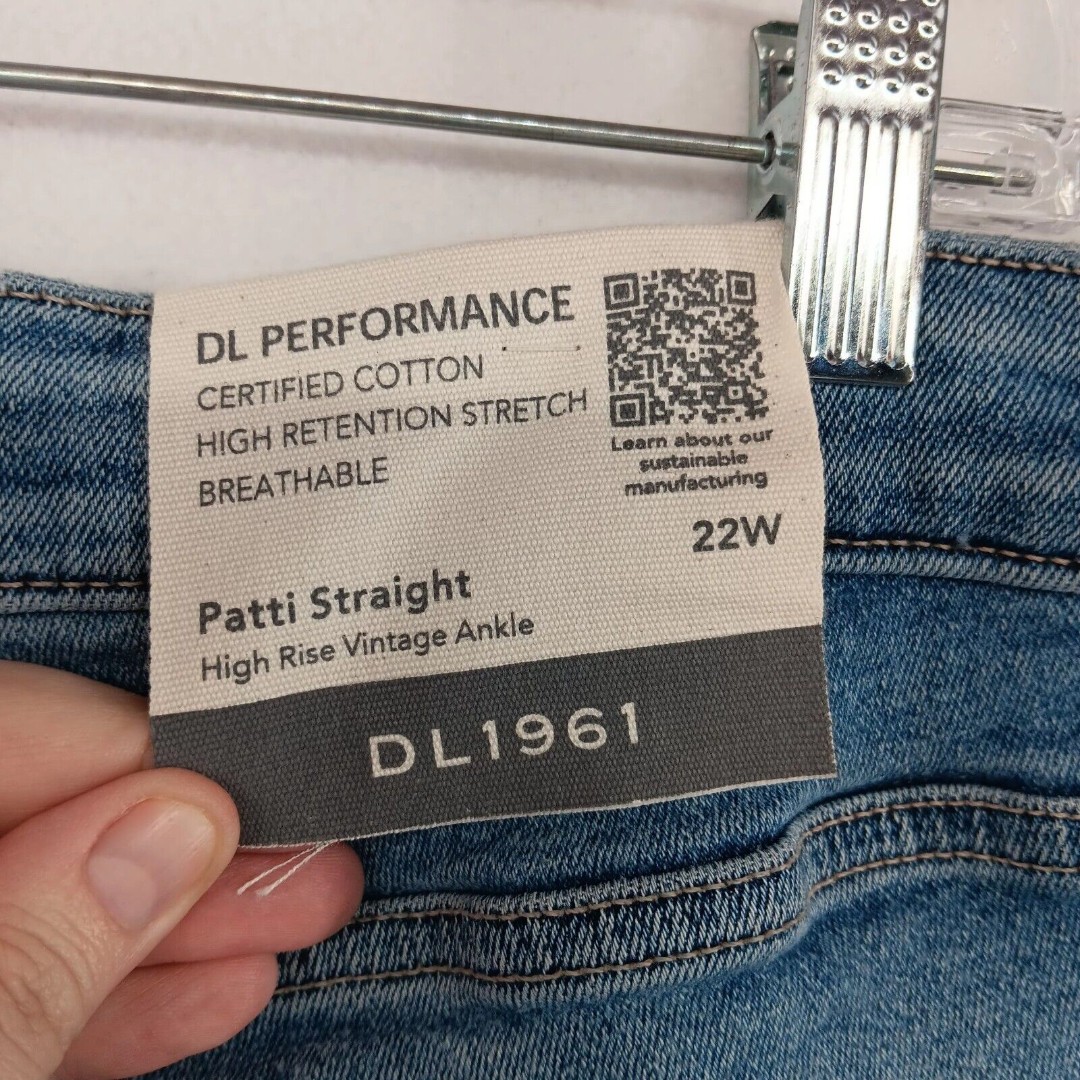 DL PERFORMANCE
CERTIFIED COTTON
HIGH RETENTION STRETCH
BREATHABLE
Learn about our
sustainable
manufacturing
22W
Patti Straight
High Rise Vintage Ankle
DL1961